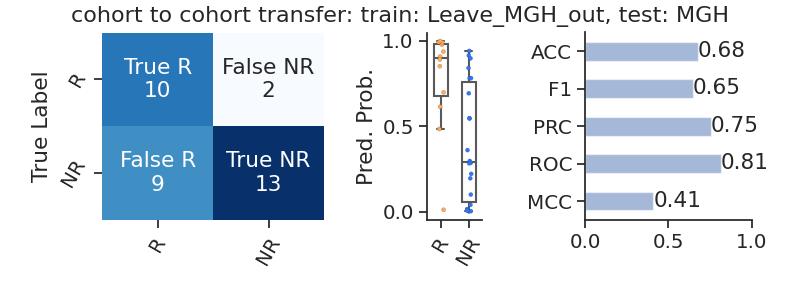 cohort to cohort transfer: train: Leave_MGH_out, test: MGH
True Label
R
NR
True R
10
False NR
2
False R
9
True NR
13
R
NR
Pred. Prob.
1.0
0.5
0.0
R
NR
ACC
0.68
F1
0.65
PRC
0.75
ROC
0.81
MCC
0.41
0.0
0.5
1.0